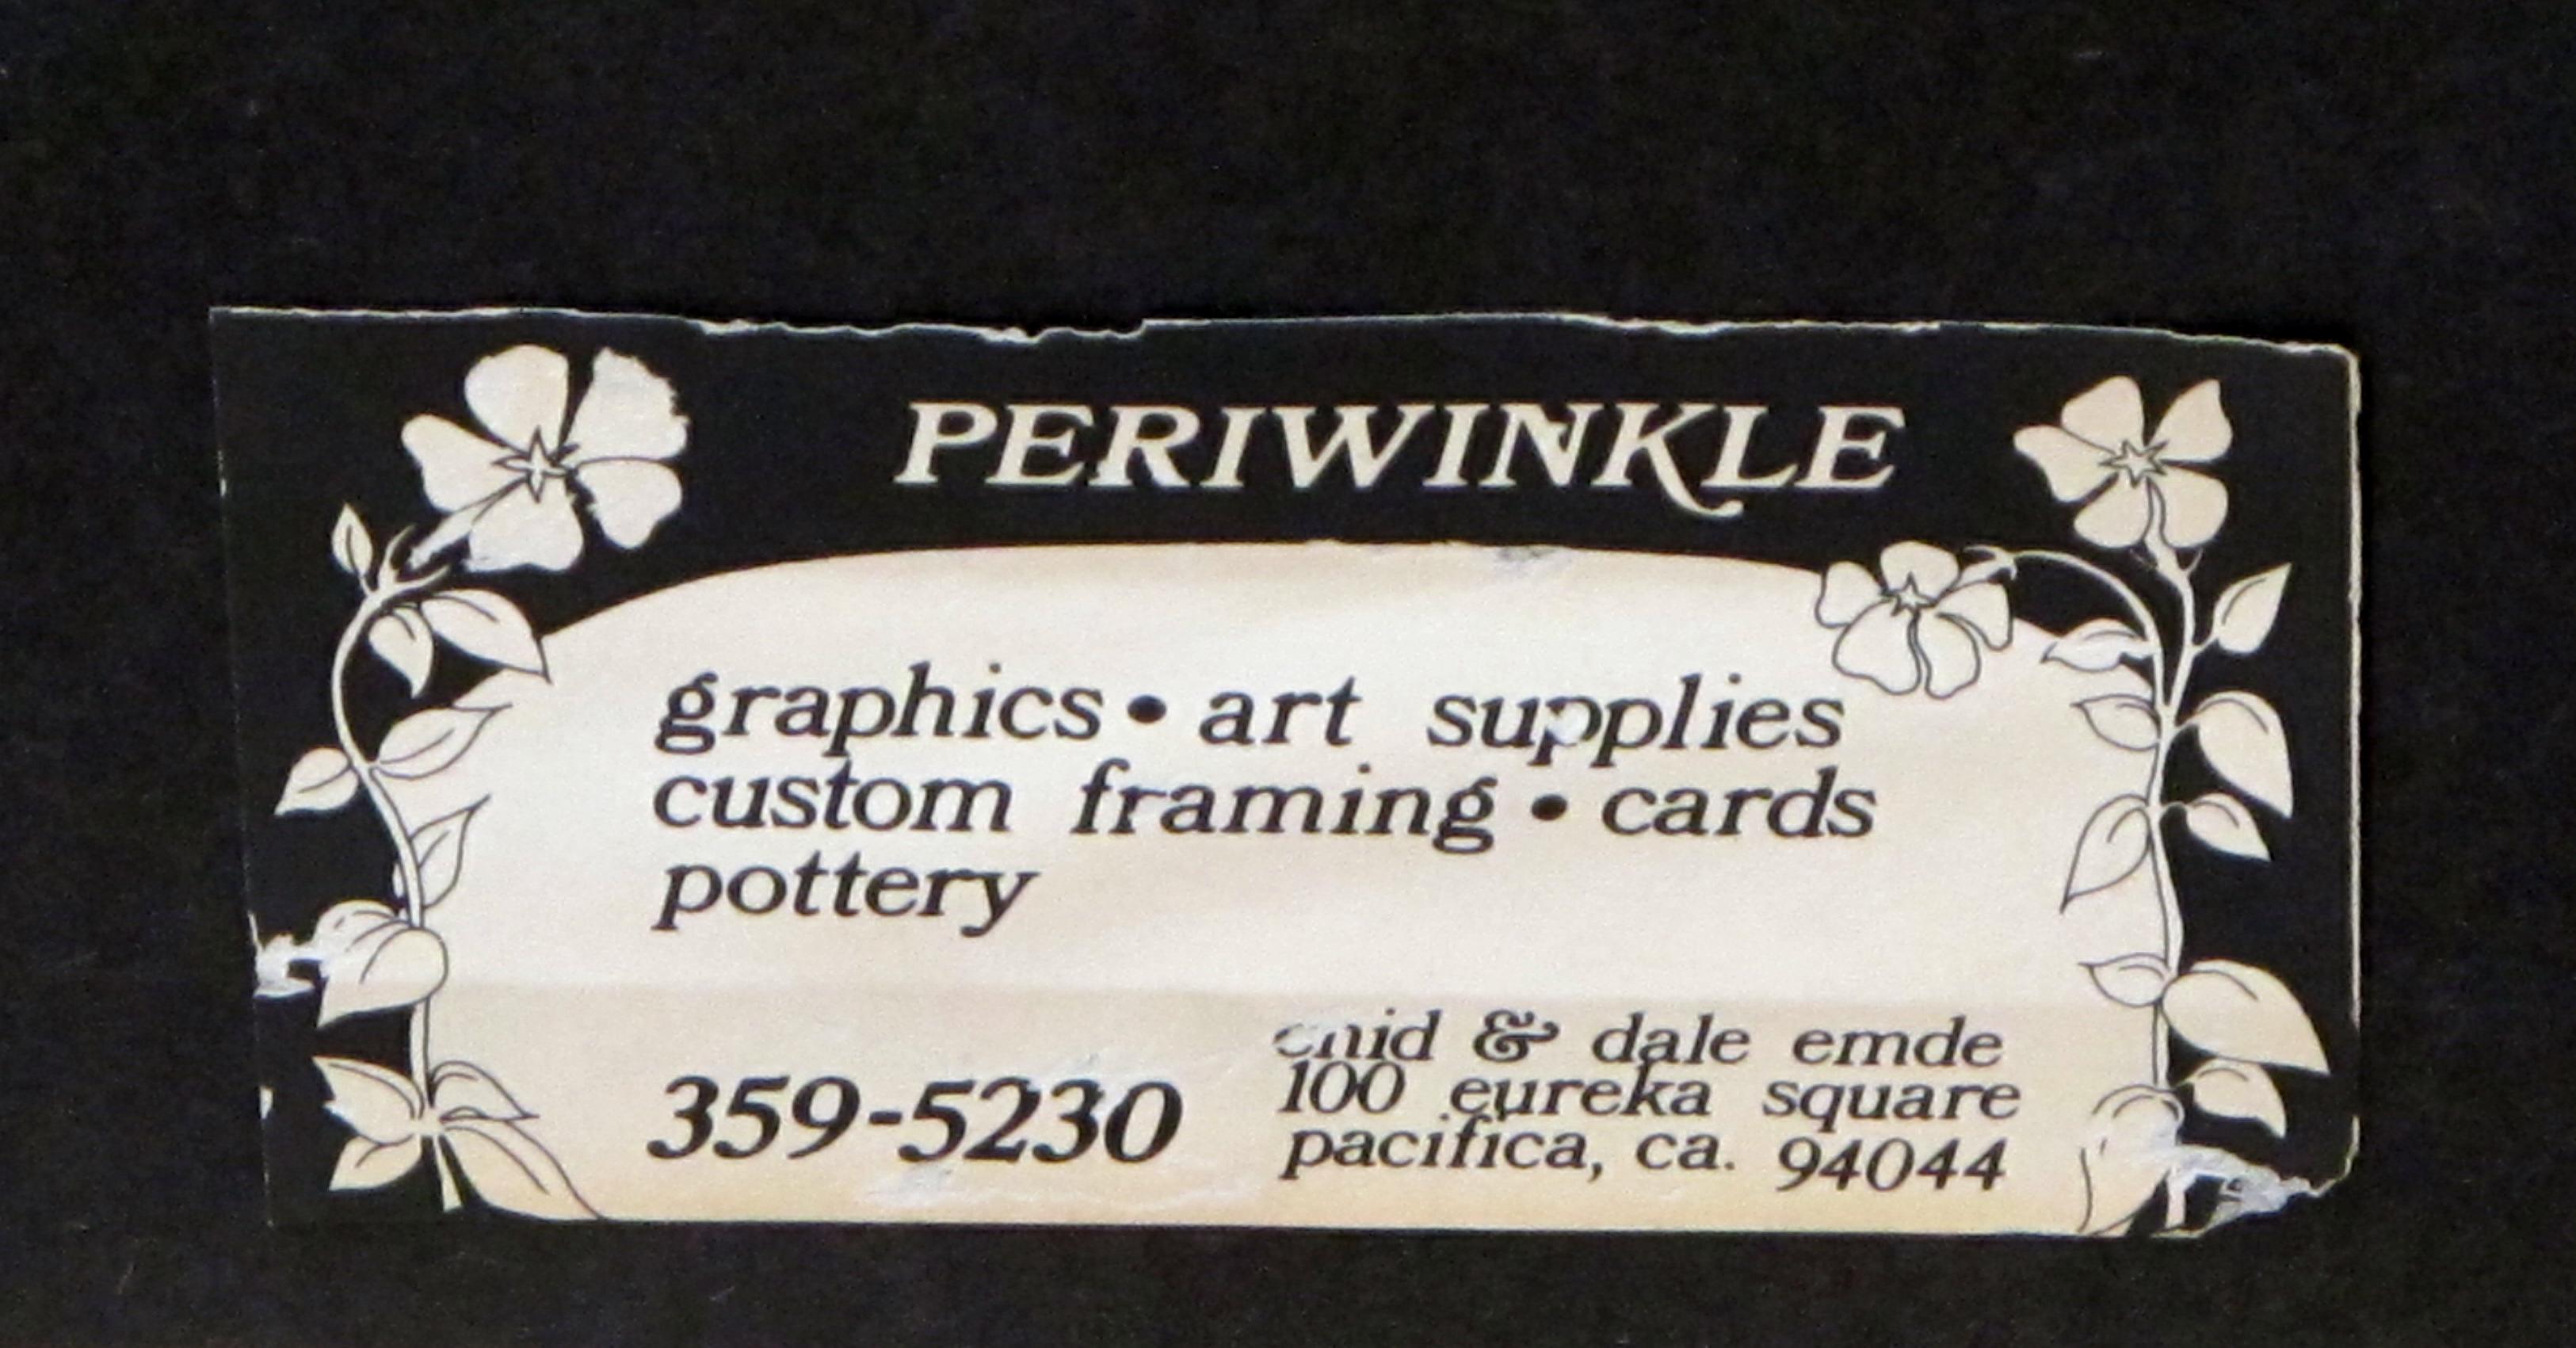 PERIWINKLE
graphics • art supplies
custom framing • cards
pottery
359-5230
enid & dale emde
100 eureka square
pacifica, ca. 94044